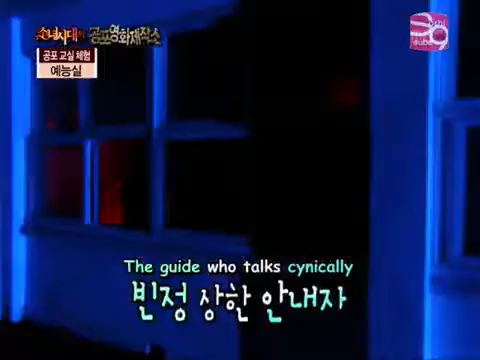 소녀시대의 공포영화제작소
공포 교실 체험
예능실
The guide who talks cynically
빈정 상한 안내자